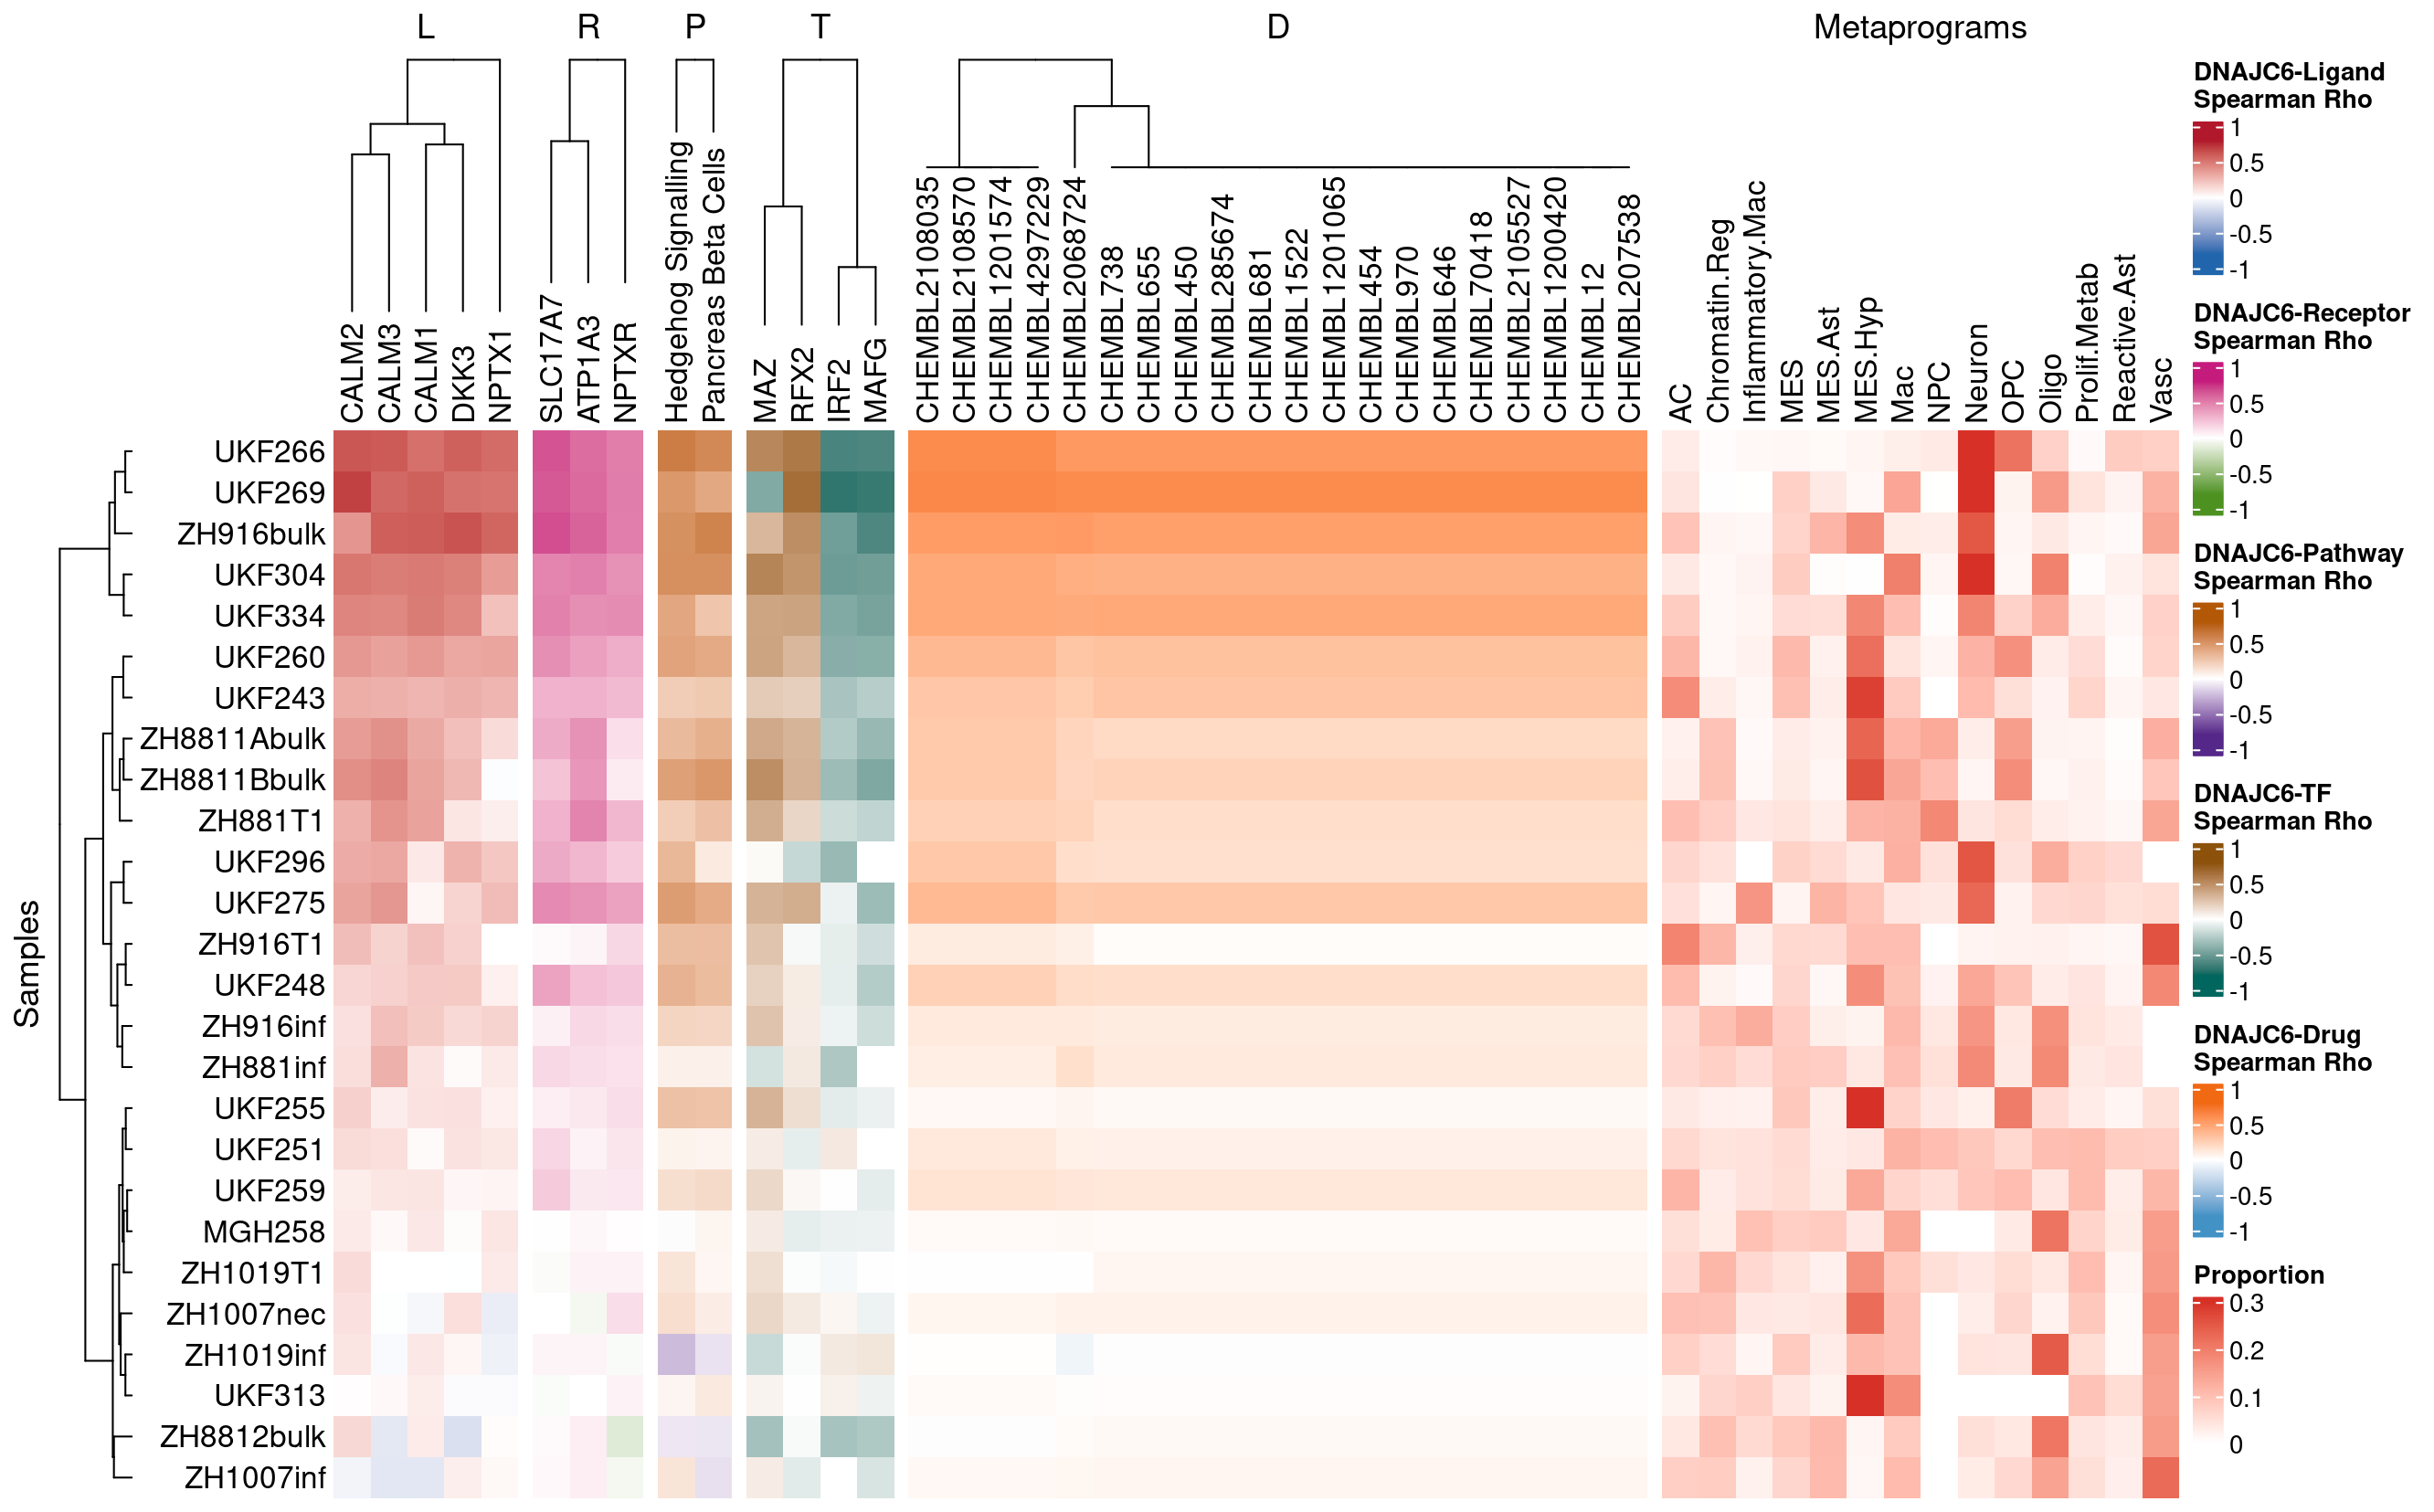 L
R
P
T
D
Metaprograms
CALM2
CALM3
CALM1
DKK3
NPTX1
SLC17A7
ATP1A3
NPTXR
Hedgehog Signalling
Pancreas Beta Cells
MAZ
RFX2
IRF2
MAFG
CHEMBL2108035
CHEMBL2108570
CHEMBL1201574
CHEMBL4297229
CHEMBL2068724
CHEMBL738
CHEMBL655
CHEMBL450
CHEMBL285674
CHEMBL681
CHEMBL1522
CHEMBL1201065
CHEMBL454
CHEMBL970
CHEMBL646
CHEMBL70418
CHEMBL2105527
CHEMBL1200420
CHEMBL12
CHEMBL207538
AC
Chromatin.Reg
Inflammatory.Mac
MES
MES.Ast
MES.Hyp
Mac
NPC
Neuron
OPC
Oligo
Prolif.Metab
Reactive.Ast
Vasc
Samples
UKF266
UKF269
ZH916bulk
UKF304
UKF334
UKF260
UKF243
ZH8811Abulk
ZH8811Bbulk
ZH881T1
UKF296
UKF275
ZH916T1
UKF248
ZH916inf
ZH881inf
UKF255
UKF251
UKF259
MGH258
ZH1019T1
ZH1007nec
ZH1019inf
UKF313
ZH8812bulk
ZH1007inf
DNAJC6-Ligand
Spearman Rho
1
0.5
0
-0.5
-1
DNAJC6-Receptor
Spearman Rho
1
0.5
0
-0.5
-1
DNAJC6-Pathway
Spearman Rho
1
0.5
0
-0.5
-1
DNAJC6-TF
Spearman Rho
1
0.5
0
-0.5
-1
DNAJC6-Drug
Spearman Rho
1
0.5
0
-0.5
-1
Proportion
0.3
0.2
0.1
0